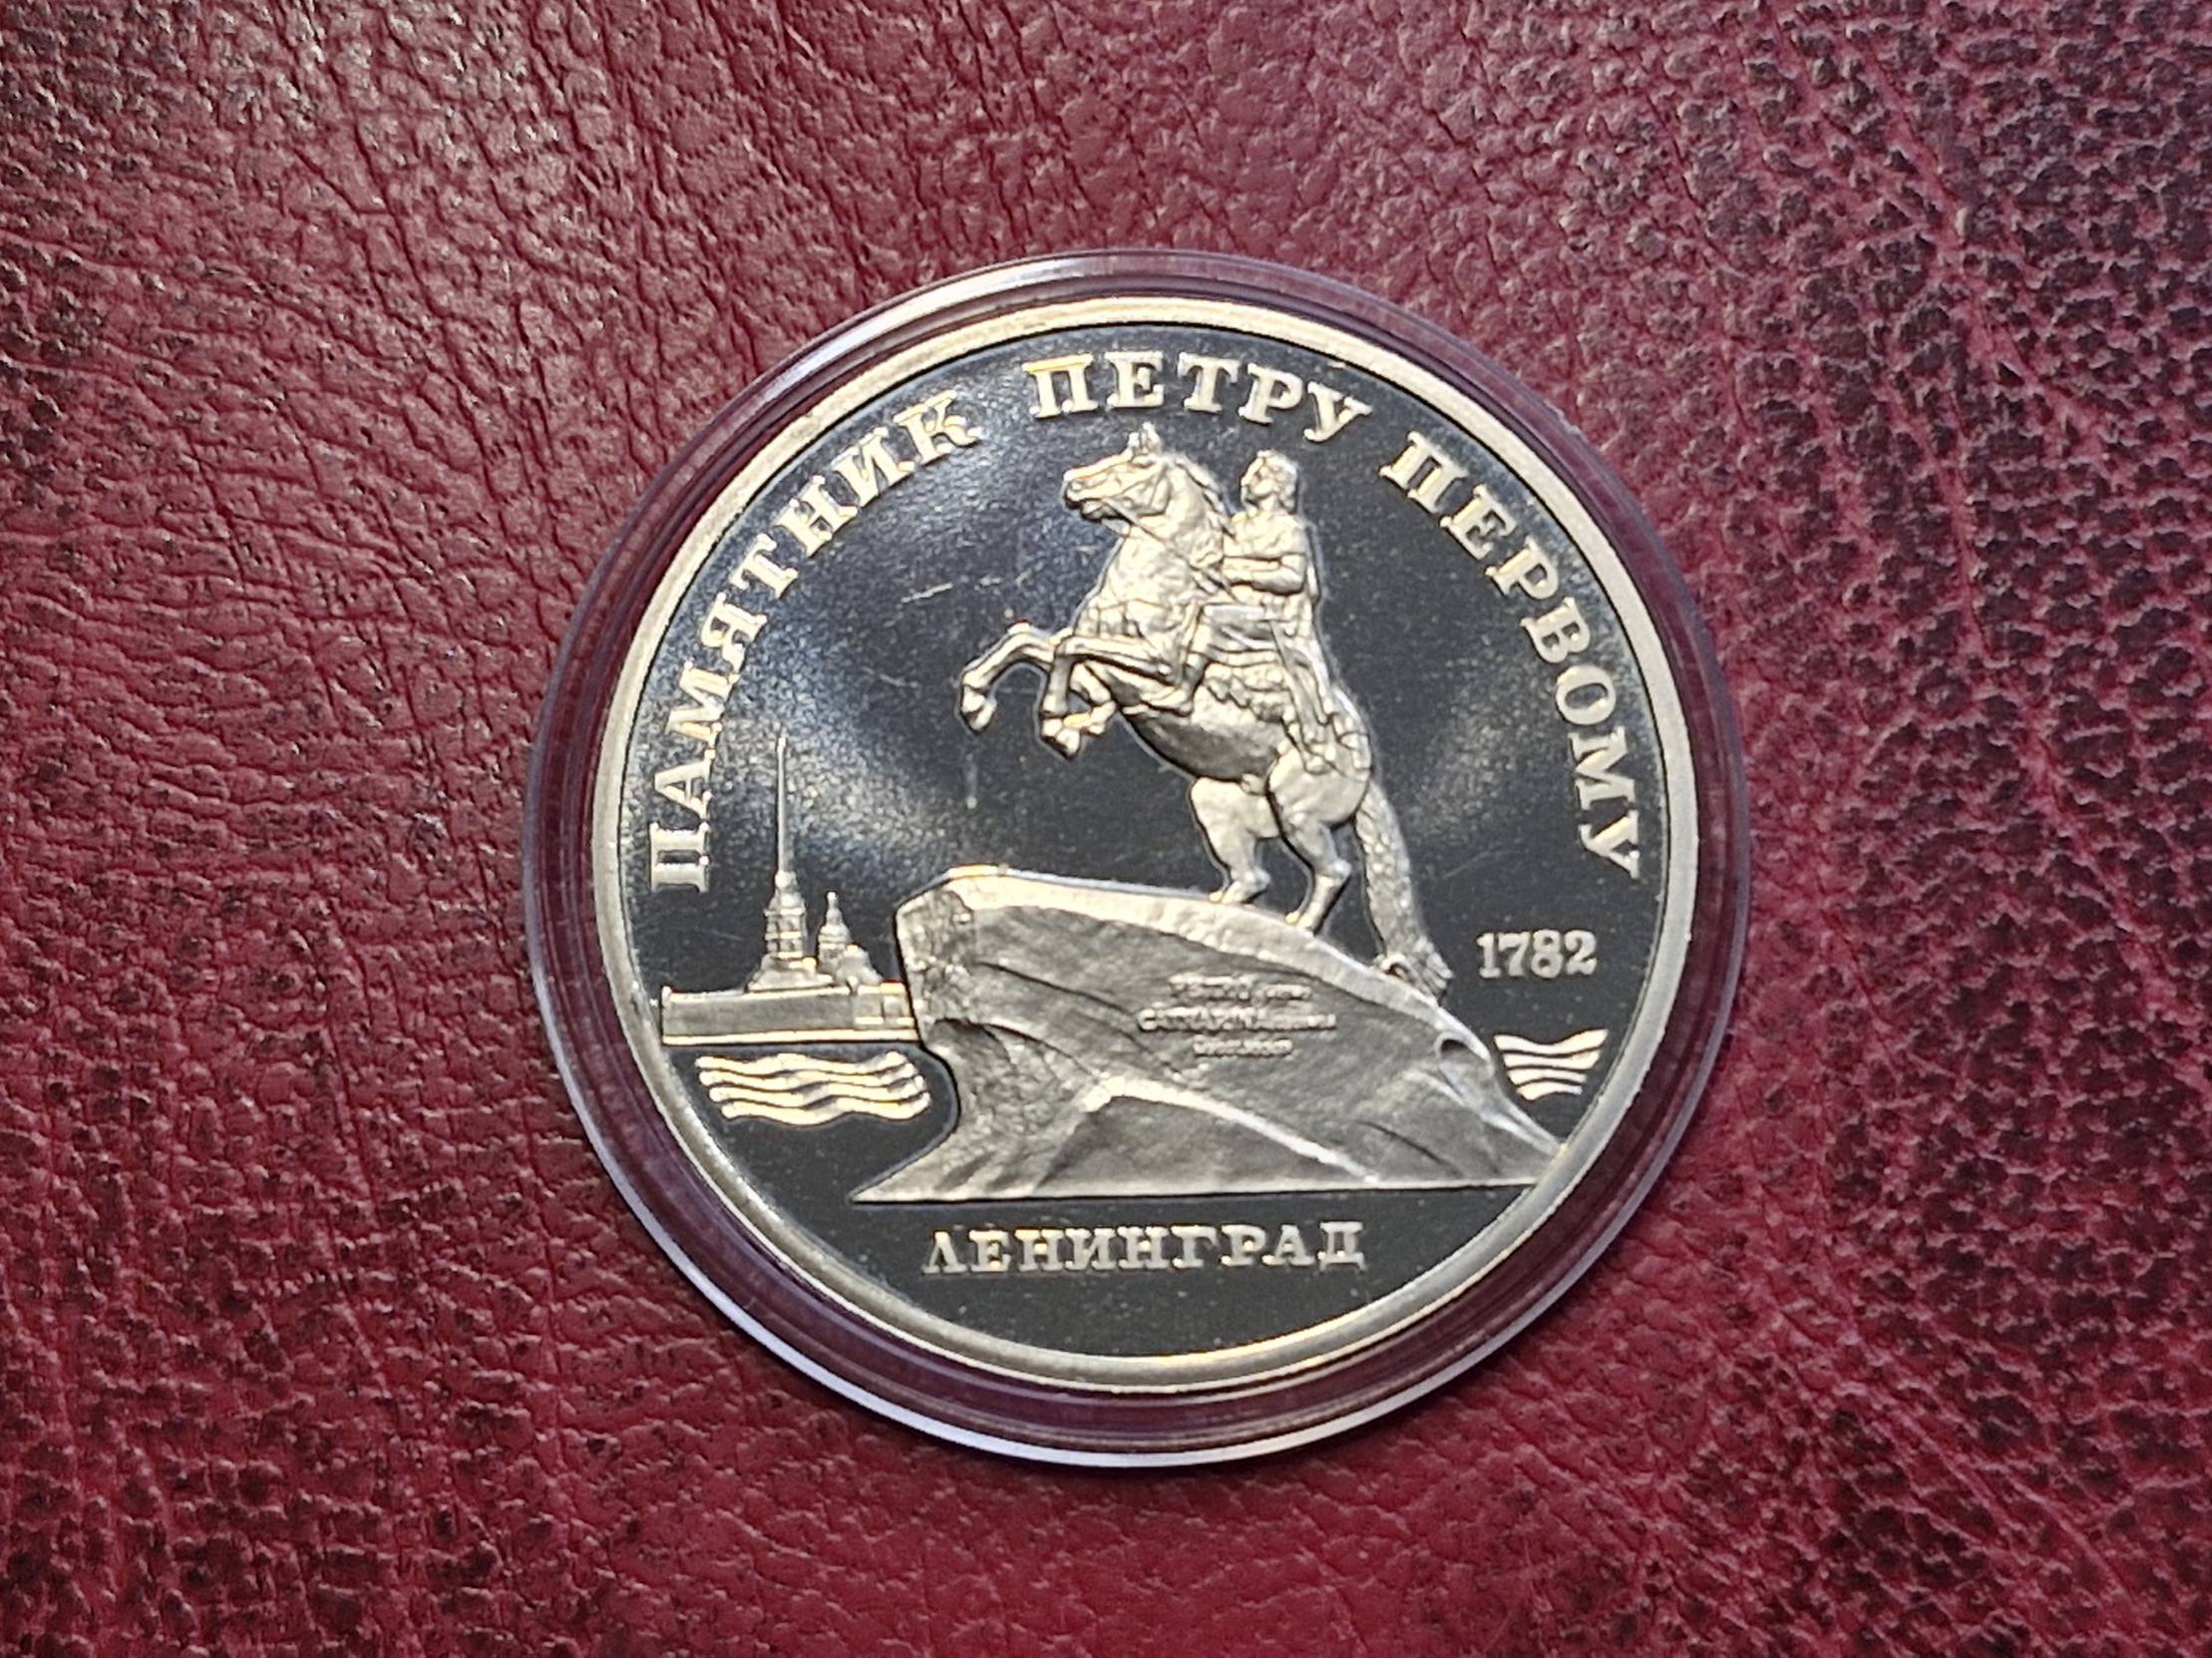 ПАМЯТНИК ПЕТРУ ПЕРВОМУ
1782
ЛЕНИНГРАД